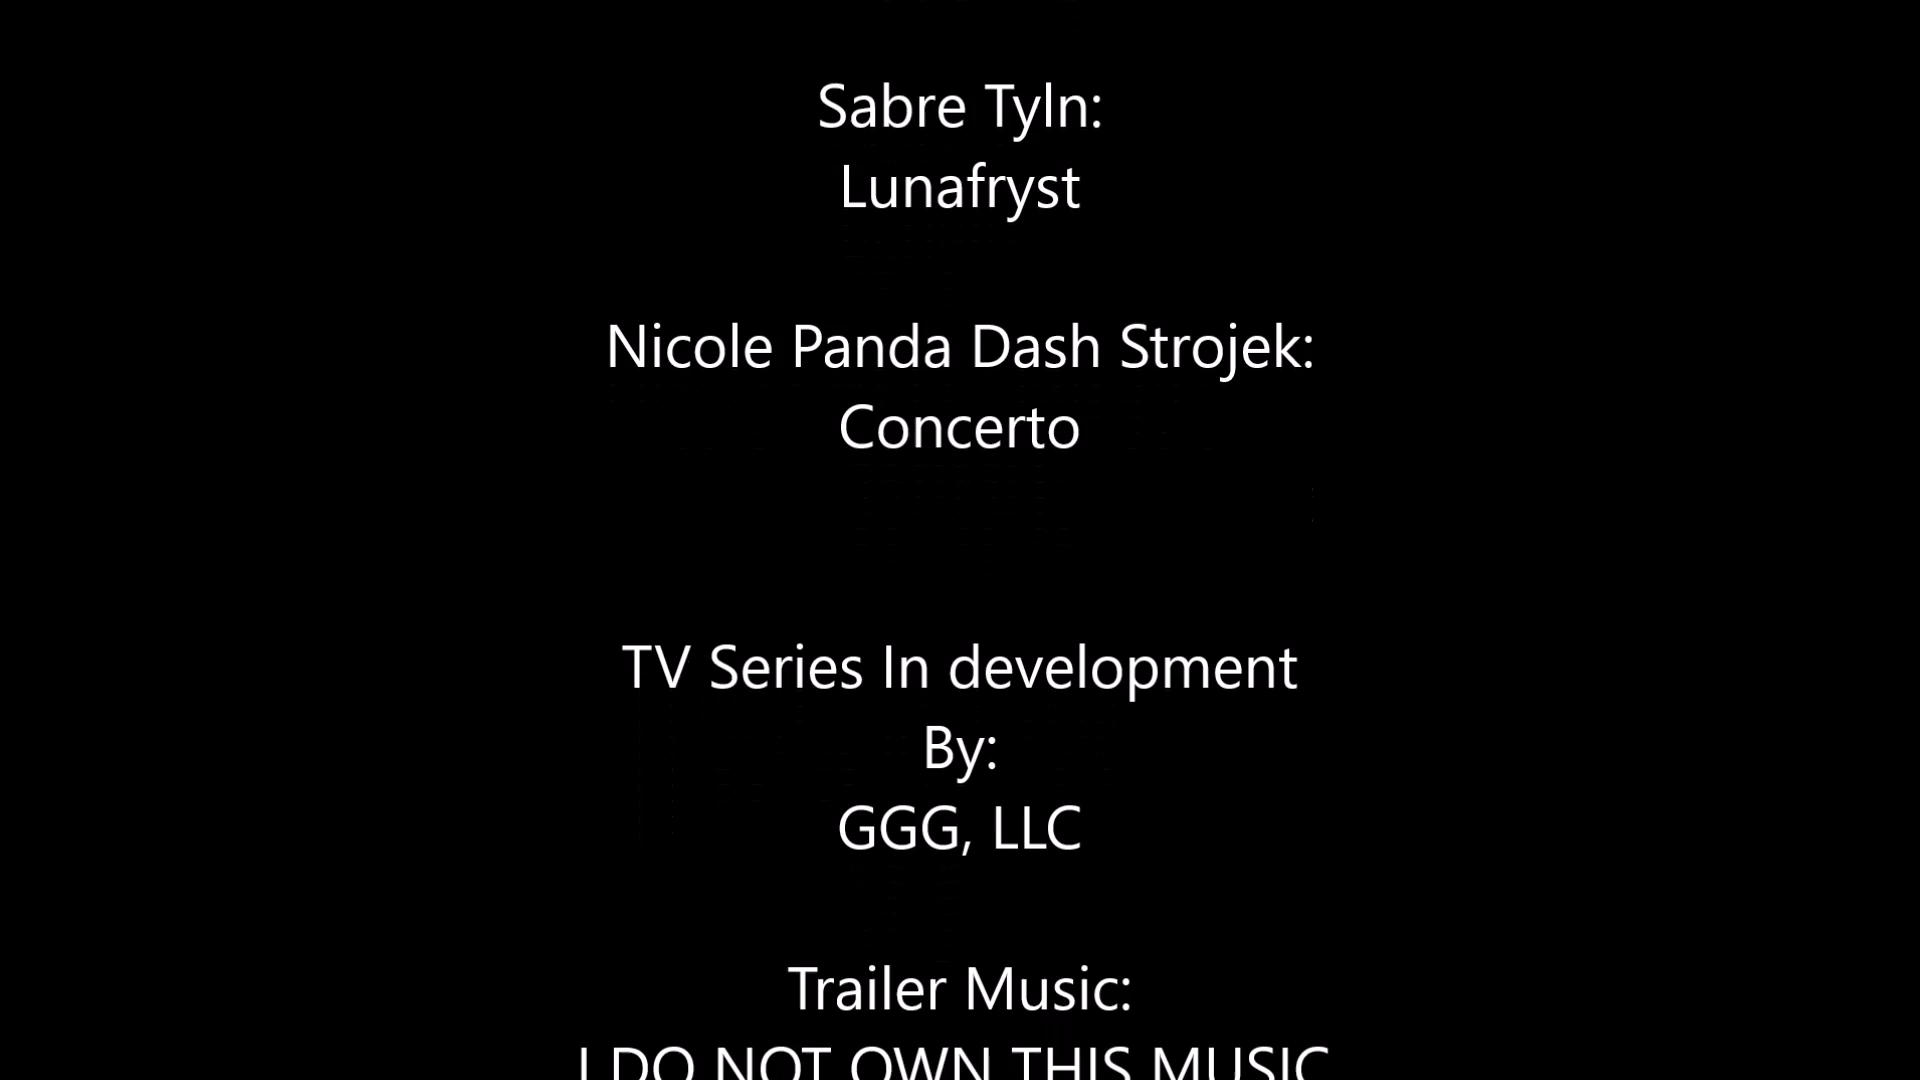 Sabre Tyln:
Lunafryst
Nicole Panda Dash Strojek:
Concerto
TV Series In development
By:
GGG, LLC
Trailer Music:
I DO NOT OWN THIS MUSIC